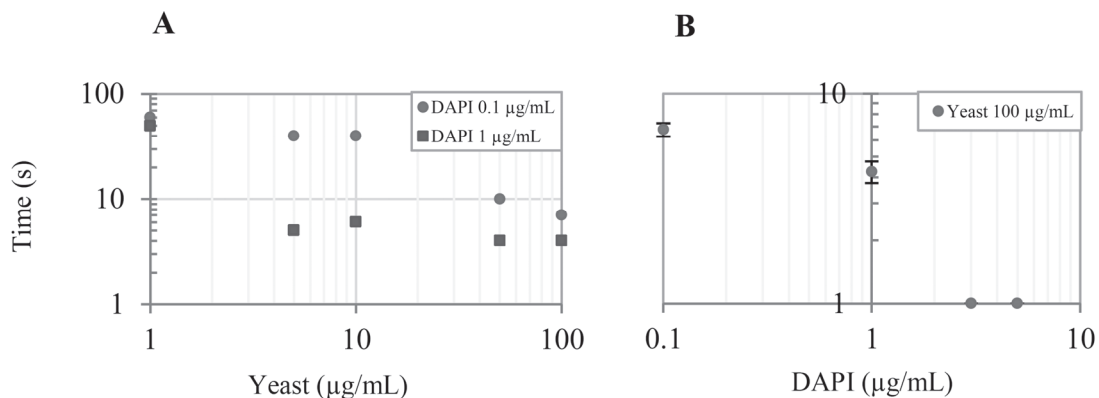 A
B
100
10
1
Time (s)
DAPI 0.1 µg/mL
DAPI 1 µg/mL
1
10
100
Yeast (µg/mL)
10
1
Yeast 100 µg/mL
0.1
1
10
DAPI (µg/mL)